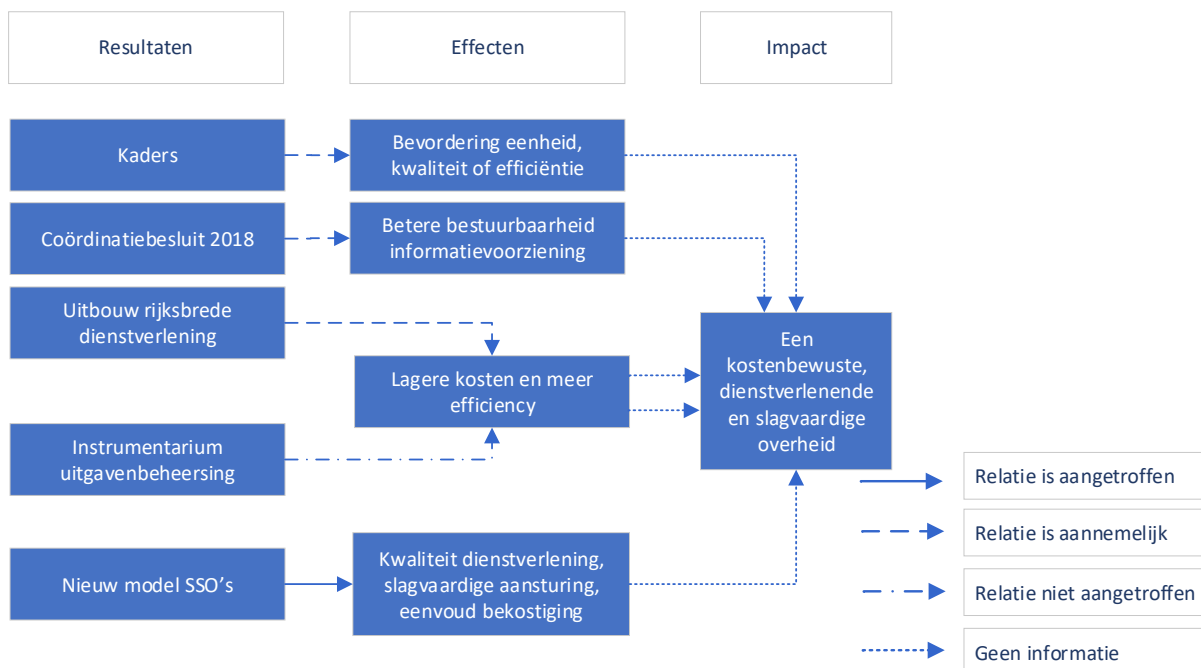 Resultaten
Effecten
Impact
Kaders
Bevordering eenheid,
kwaliteit of efficiëntie
Coördinatiebesluit 2018
Betere bestuurbaarheid
informatievoorziening
Uitbouw rijksbrede
dienstverlening
Lagere kosten en meer
efficiency
Een
kostenbewuste,
dienstverlenende
en slagvaardige
overheid
Instrumentarium
uitgavenbeheersing
Nieuw model SSO’s
Kwaliteit dienstverlening,
slagvaardige aansturing,
eenvoud bekostiging
Relatie is aangetroffen
Relatie is aannemelijk
Relatie niet aangetroffen
Geen informatie